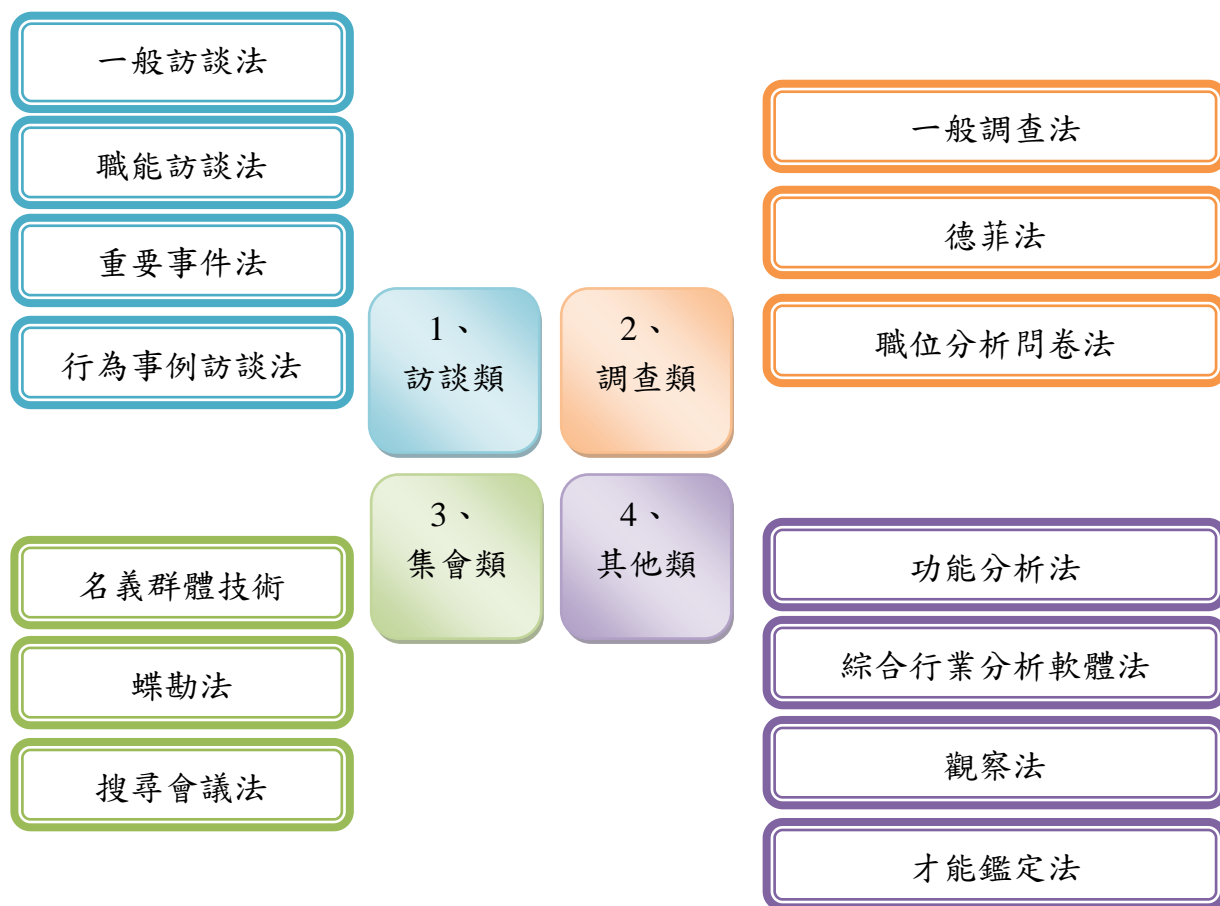 一般訪談法
職能訪談法
重要事件法
行為事例訪談法
1、
訪談類
2、
調查類
一般調查法
德菲法
職位分析問卷法
3、
集會類
名義群體技術
蝶勘法
搜尋會議法
4、
其他類
功能分析法
綜合行業分析軟體法
觀察法
才能鑑定法